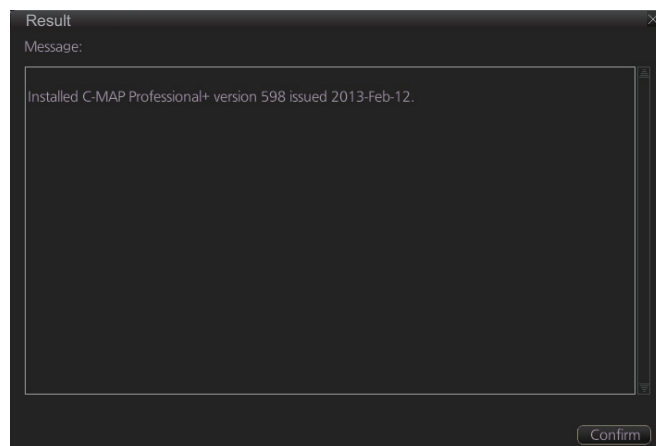 Result
Message:
Installed C-MAP Professional+ version 598 issued 2013-Feb-12.
Confirm